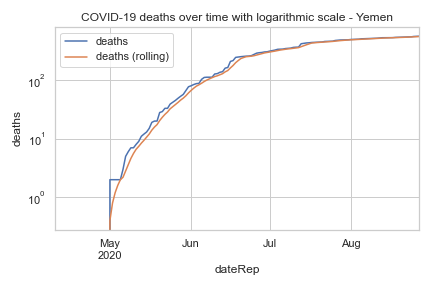 COVID-19 deaths over time with logarithmic scale - Yemen
deaths
deaths (rolling)
10²
10¹
10⁰
deaths
May
2020
Jun
Jul
Aug
dateRep